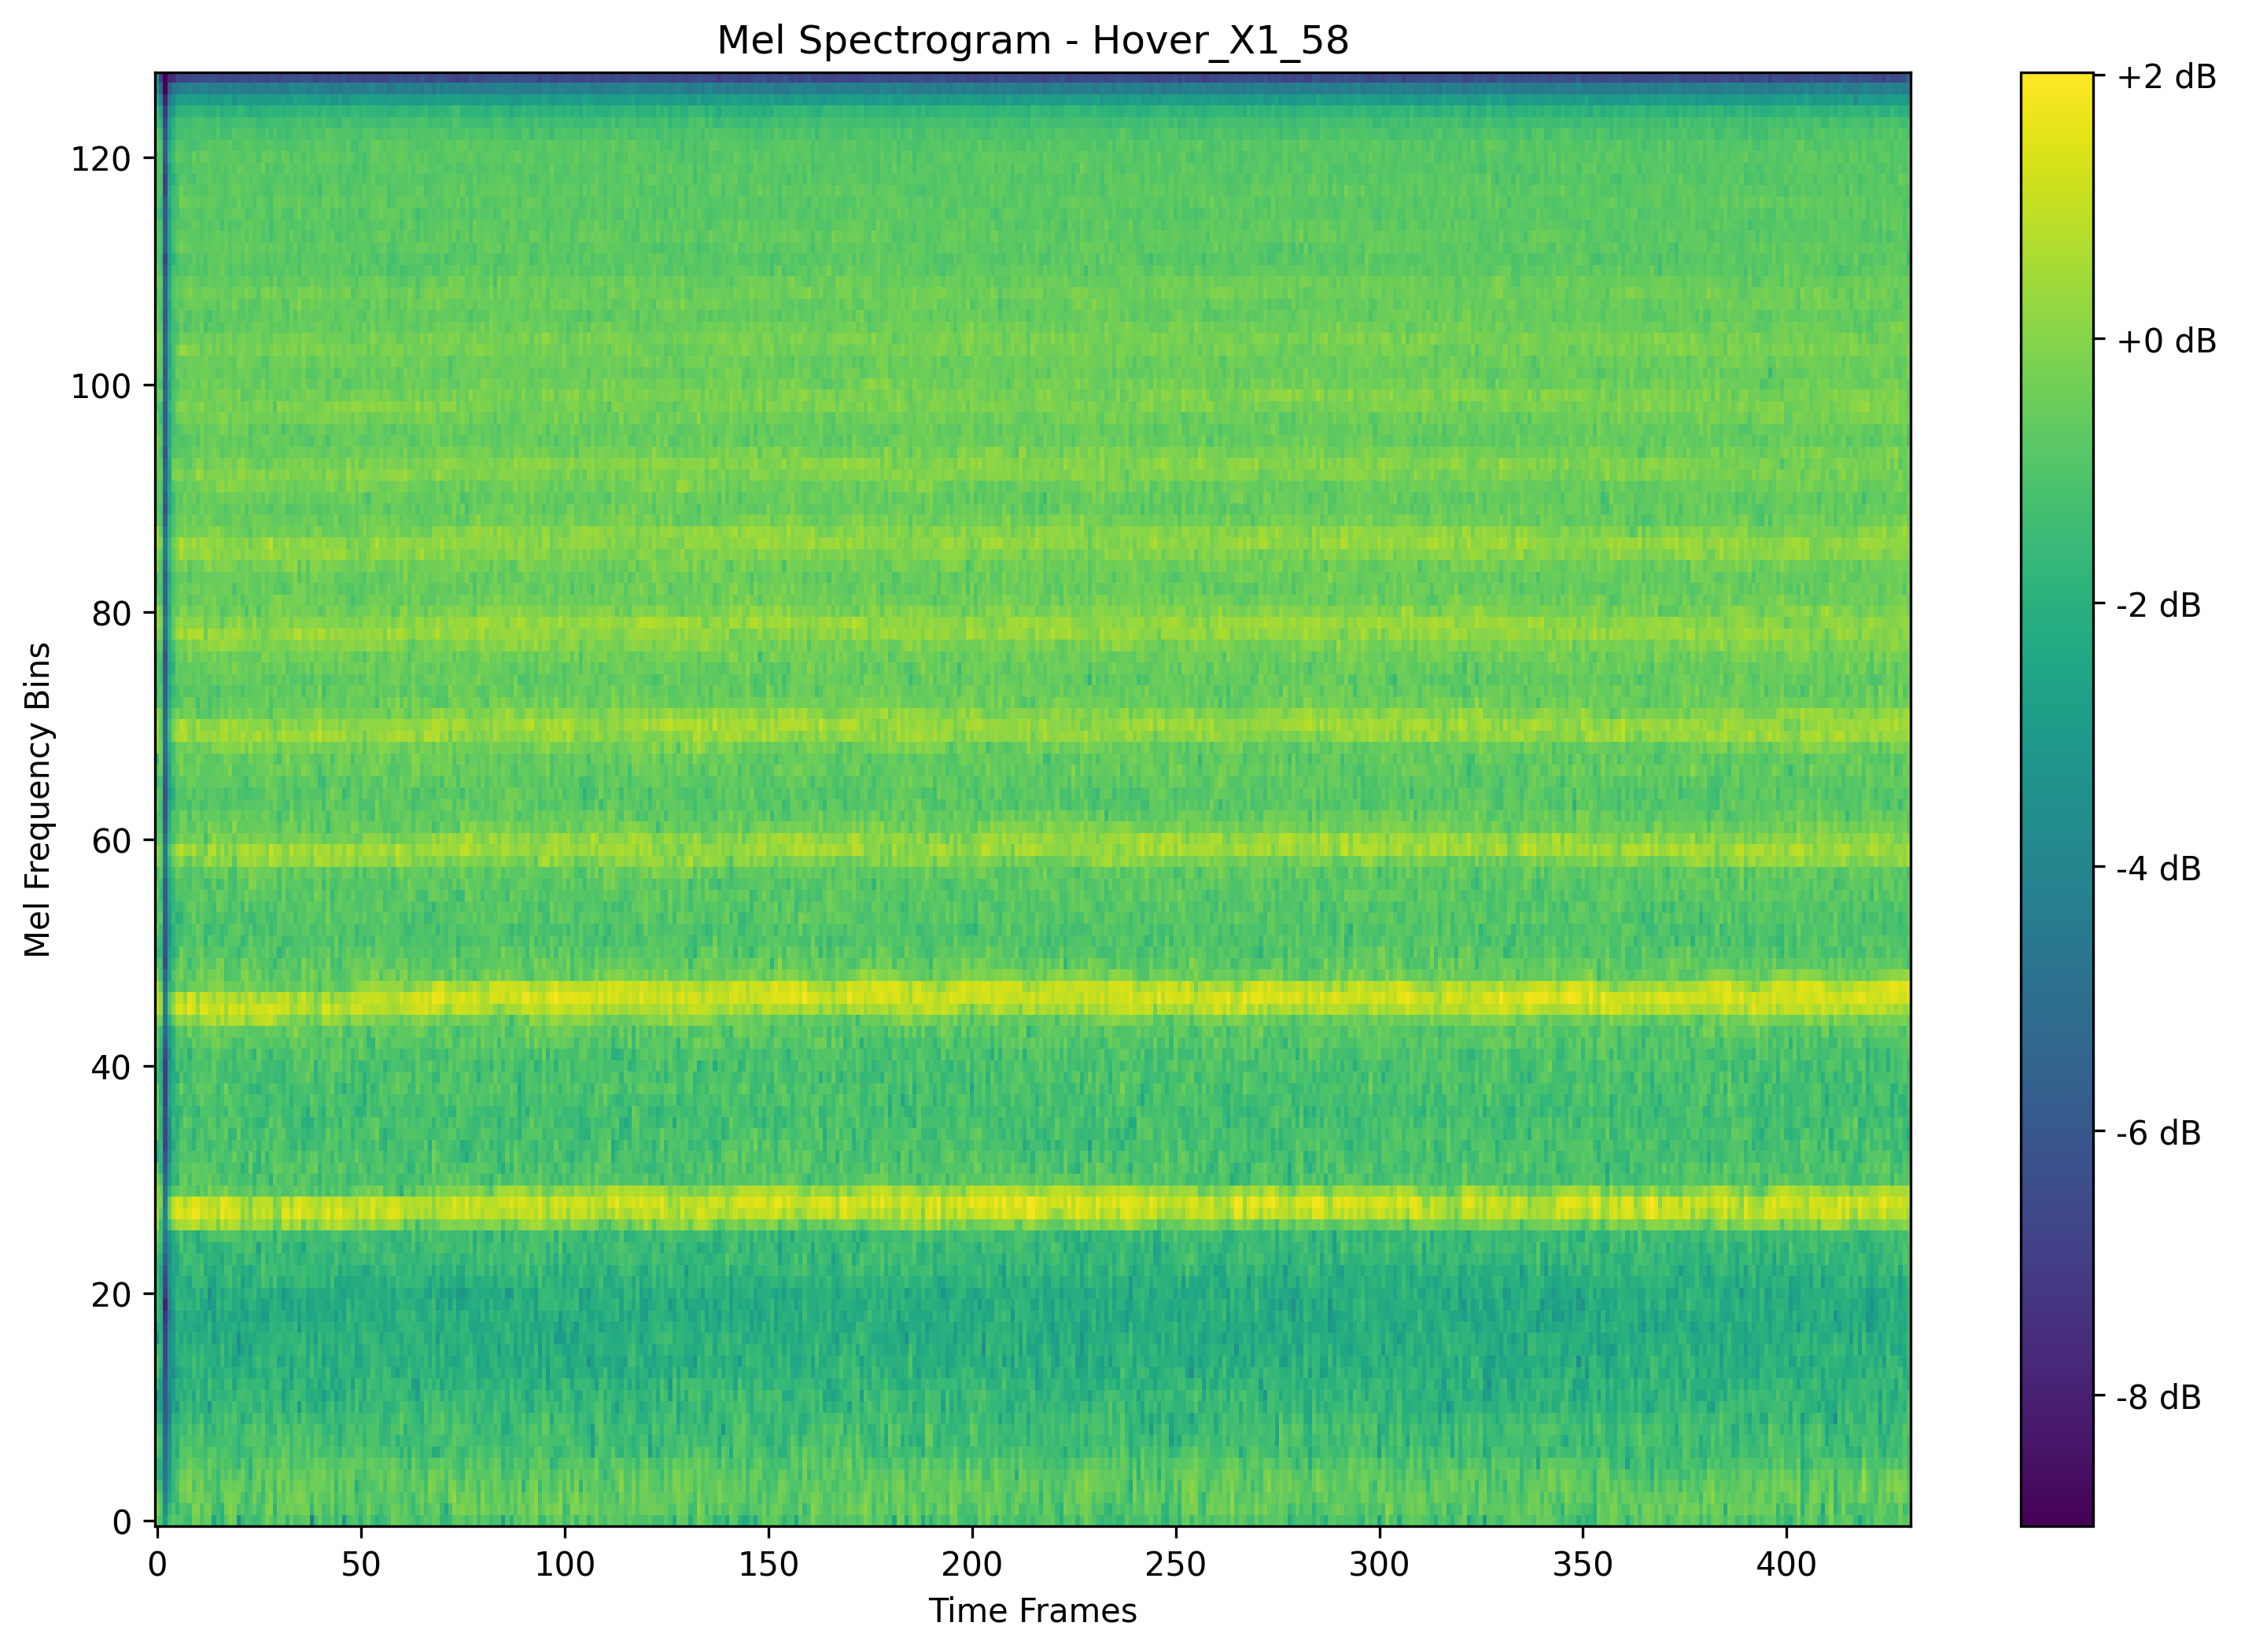 Mel Spectrogram - Hover_X1_58
Mel Frequency Bins
120
100
80
60
40
20
0
0 50 100 150 200 250 300 350 400
Time Frames
+2 dB
+0 dB
-2 dB
-4 dB
-6 dB
-8 dB